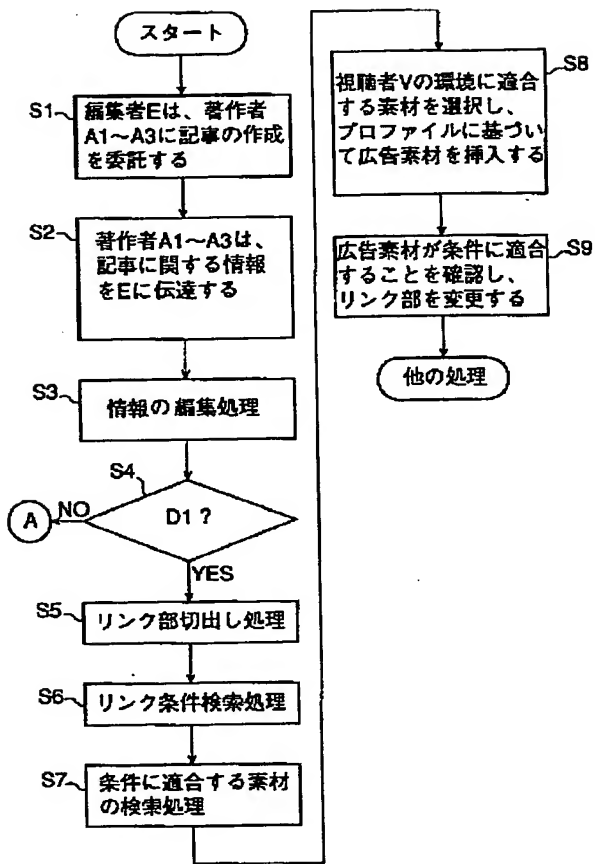 スタート
S1
編集者Eは、著作者
A1〜A3に記事の作成
を委託する
S2
著作者A1〜A3は、
記事に関する情報
をEに伝達する
S3
情報の編集処理
S4
D1？
NO
A
YES
S5
リンク部切出し処理
S6
リンク条件検索処理
S7
条件に適合する素材
の検索処理
S8
視聴者Vの環境に適合
する素材を選択し、
プロファイルに基づい
て広告素材を挿入する
S9
広告素材が条件に適合
することを確認し、
リンク部を変更する
他の処理